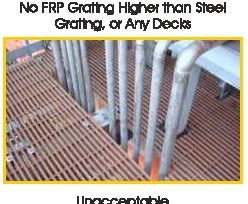 No FRP Grating Higher than Steel
Grating, or Any Decks
Unacceptable